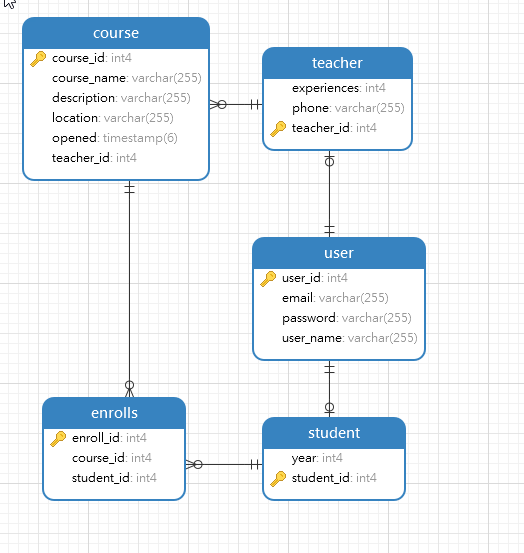 course
course_id: int4
course_name: varchar(255)
description: varchar(255)
location: varchar(255)
opened: timestamp(6)
teacher_id: int4
teacher
experiences: int4
phone: varchar(255)
teacher_id: int4
user
user_id: int4
email: varchar(255)
password: varchar(255)
user_name: varchar(255)
enrolls
enroll_id: int4
course_id: int4
student_id: int4
student
year: int4
student_id: int4